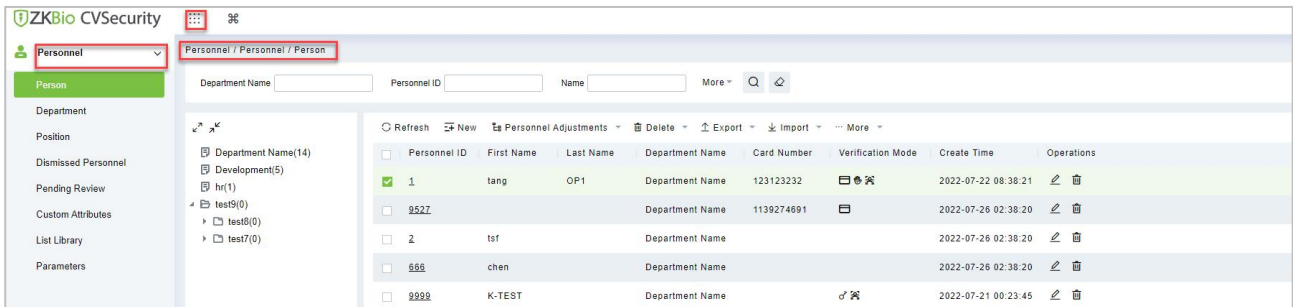 ZKBio CVSecurity
Personnel
Personnel / Personnel / Person
Person
Department Name Personnel ID Name More
Department
Position
Dismissed Personnel
Pending Review
Custom Attributes
List Library
Parameters
Department Name(14)
Development(5)
hr(1)
test9(0)
test8(0)
test7(0)
Refresh New Personnel Adjustments Delete Export Import ··· More
Personnel ID First Name Last Name Department Name Card Number Verification Mode Create Time Operations
1 tang OP1 Department Name 123123232 2022-07-22 08:38:21
9527 Department Name 1139274691 2022-07-26 02:38:20
2 tsf Department Name 2022-07-26 02:38:20
666 chen Department Name 2022-07-26 02:38:20
9999 K-TEST Department Name 2022-07-21 00:23:45